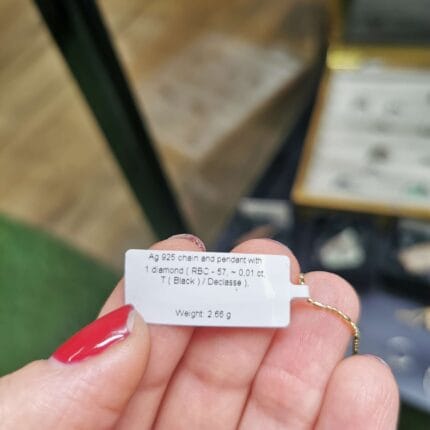 Ag 925 chain and pendant with
1 diamond ( RBC - 57, ~ 0.01 ct,
T ( Black ) / Declasse ).
Weight: 2.66 g